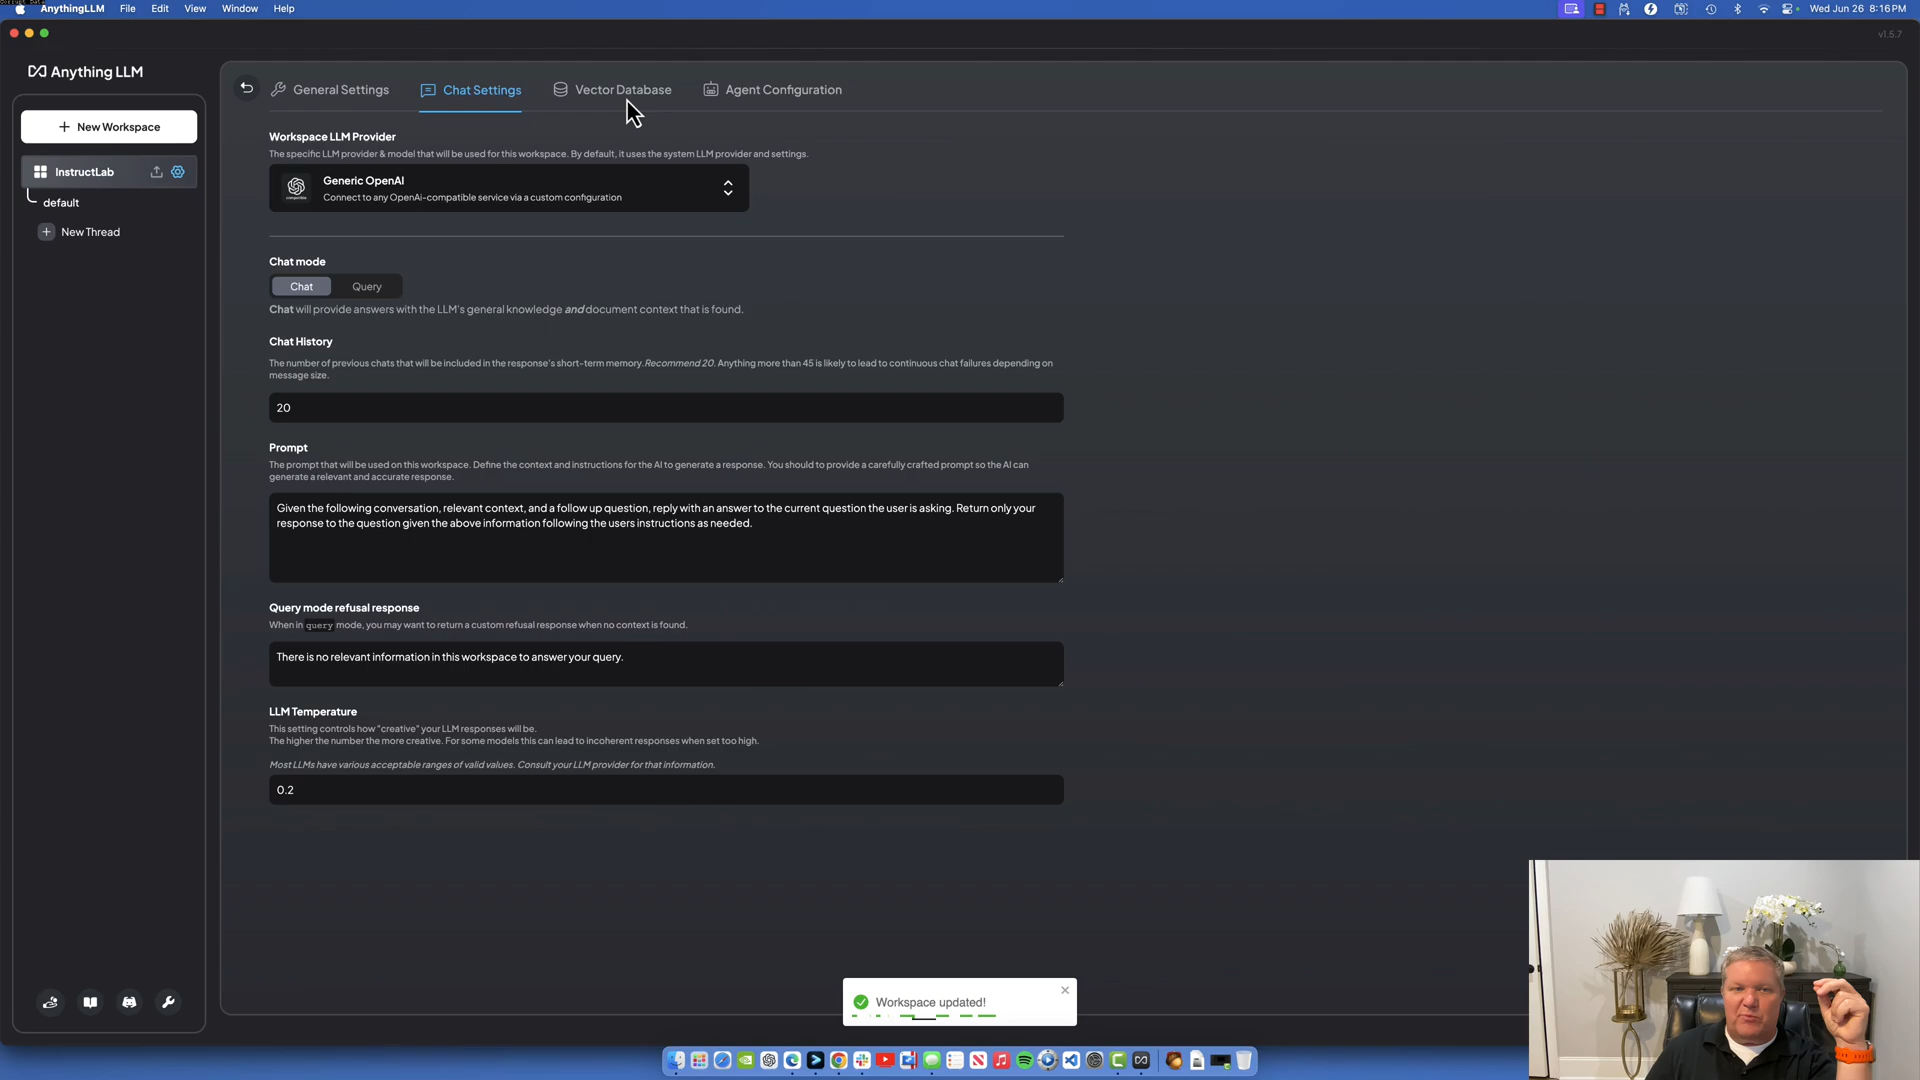 AnythingLLM File Edit View Window Help
Wed Jun 26 8:16 PM
v1.5.7
Anything LLM
General Settings
Chat Settings
Vector Database
Agent Configuration
New Workspace
InstructLab
default
New Thread
Workspace LLM Provider
The specific LLM provider & model that will be used for this workspace. By default, it uses the system LLM provider and settings.
Generic OpenAI
Connect to any OpenAi-compatible service via a custom configuration
Chat mode
Chat Query
Chat will provide answers with the LLM's general knowledge and document context that is found.
Chat History
The number of previous chats that will be included in the response's short-term memory. Recommend 20. Anything more than 45 is likely to lead to continuous chat failures depending on
message size.
20
Prompt
The prompt that will be used on this workspace. Define the context and instructions for the AI to generate a response. You should to provide a carefully crafted prompt so the AI can
generate a relevant and accurate response.
Given the following conversation, relevant context, and a follow up question, reply with an answer to the current question the user is asking. Return only your
response to the question given the above information following the users instructions as needed.
Query mode refusal response
When in query mode, you may want to return a custom refusal response when no context is found.
There is no relevant information in this workspace to answer your query.
LLM Temperature
This setting controls how "creative" your LLM responses will be.
The higher the number the more creative. For some models this can lead to incoherent responses when set too high.
Most LLMs have various acceptable ranges of valid values. Consult your LLM provider for that information.
0.2
Workspace updated!